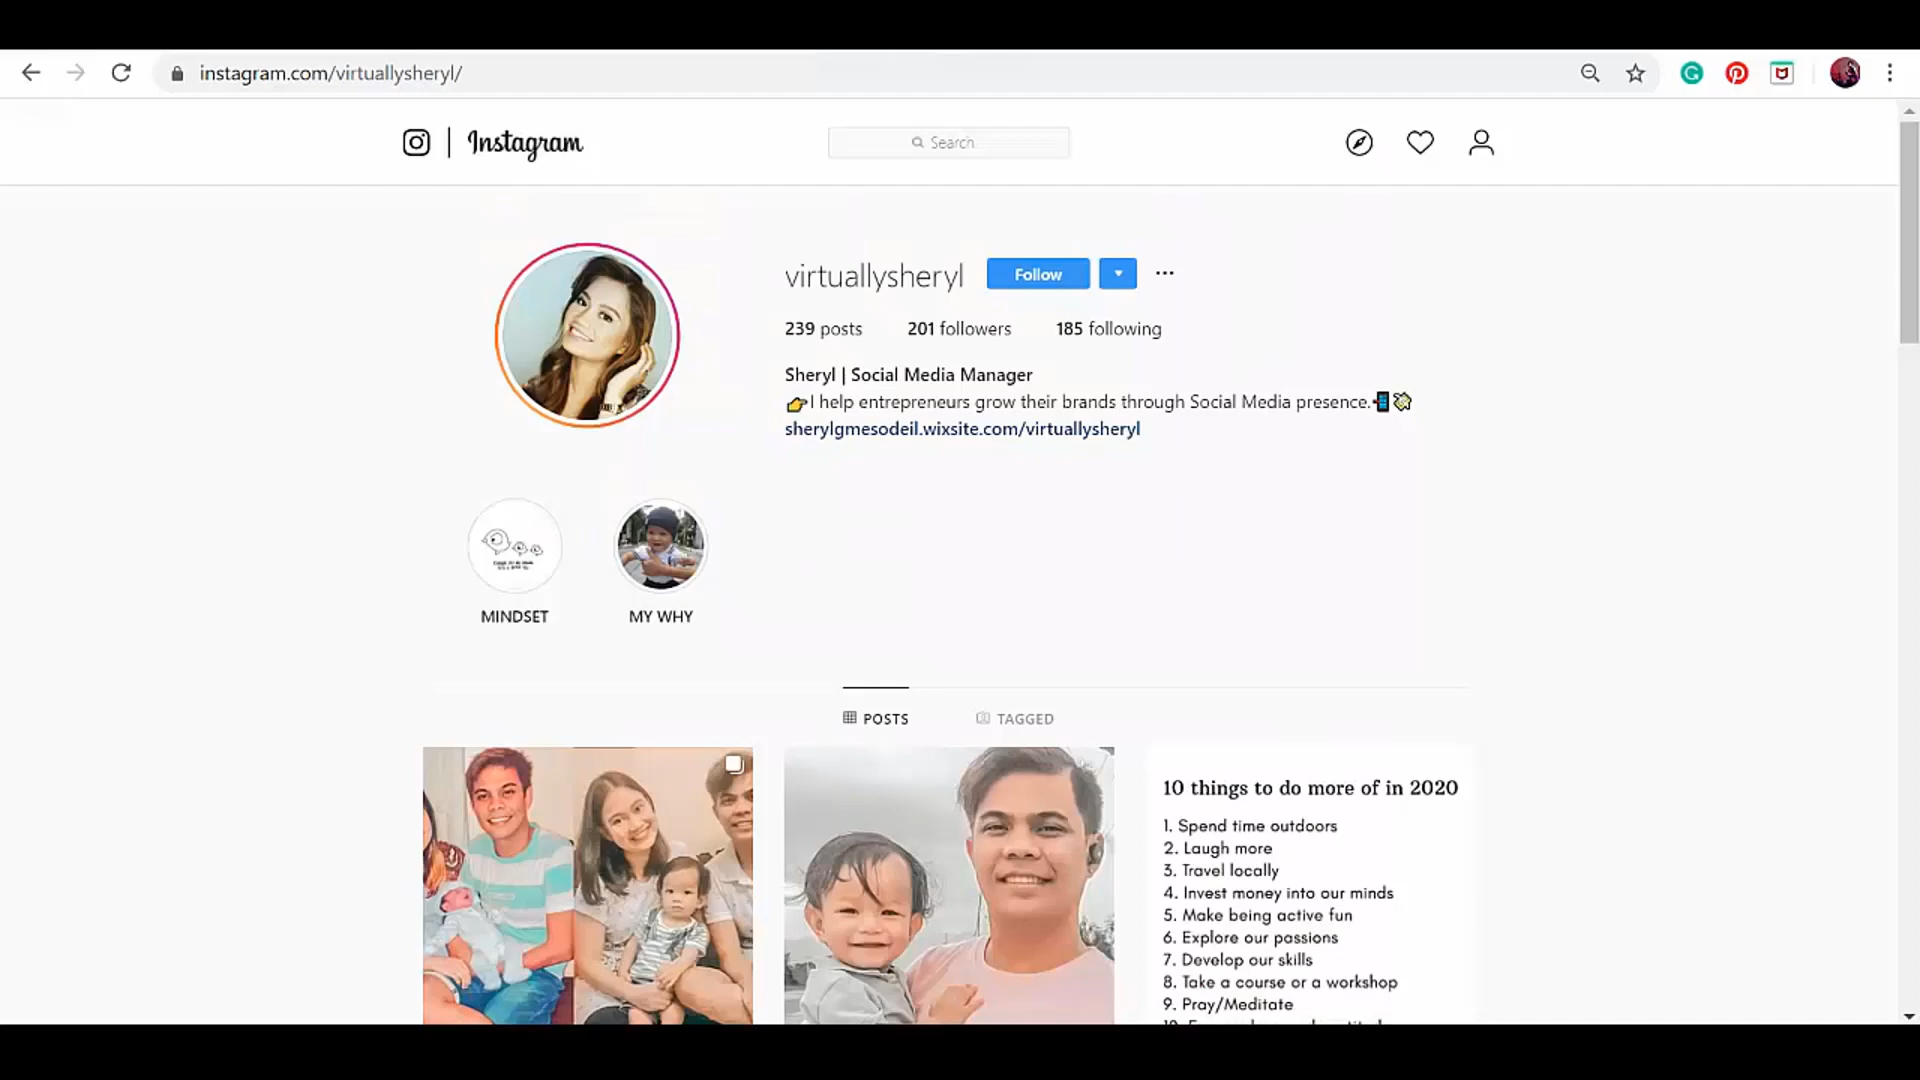 instagram.com/virtuallysheryl/
Instagram
Search
virtuallysheryl
Follow
239 posts
201 followers
185 following
Sheryl | Social Media Manager
👉I help entrepreneurs grow their brands through Social Media presence.📲💸
sherylgmesodeil.wixsite.com/virtuallysheryl
MINDSET
MY WHY
POSTS
TAGGED
10 things to do more of in 2020
1. Spend time outdoors
2. Laugh more
3. Travel locally
4. Invest money into our minds
5. Make being active fun
6. Explore our passions
7. Develop our skills
8. Take a course or a workshop
9. Pray/Meditate